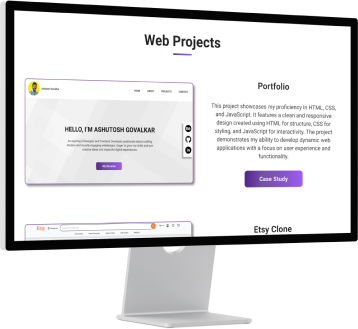 Web Projects
HOME
ABOUT
PROJECTS
CONTACT
HELLO, I'M ASHUTOSH GOVALKAR
Portfolio
This project showcases my proficiency in HTML, CSS,
and JavaScript. It features a clean and responsive
design created using HTML for structure, CSS for
styling, and JavaScript for interactivity. The project
demonstrates my ability to develop dynamic web
applications with a focus on user experience and
functionality.
Case Study
Etsy
Etsy Clone